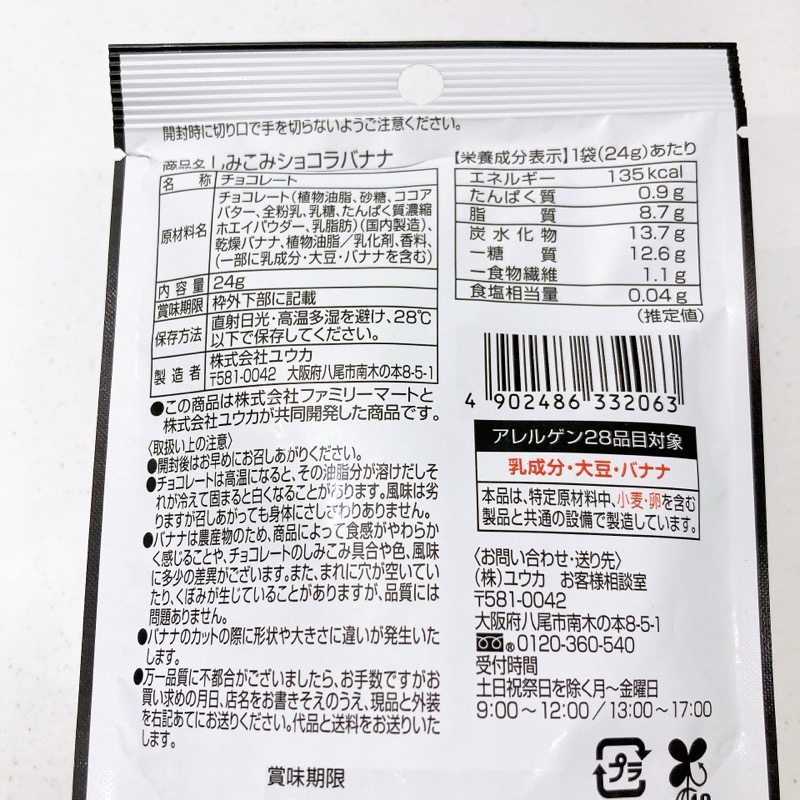 開封時に切り口で手を切らないようご注意ください。
商品名 しみこみショコラバナナ
名称 チョコレート
原材料名 チョコレート(植物油脂、砂糖、ココア
バター、全粉乳、乳糖、たんぱく質濃縮
ホエイパウダー、乳脂肪)(国内製造)、
乾燥バナナ、植物油脂/乳化剤、香料、
(一部に乳成分・大豆・バナナを含む)
内容量 24g
賞味期限 枠外下部に記載
保存方法 直射日光・高温多湿を避け、28℃
以下で保存してください。
製造者 株式会社ユウカ
〒581-0042 大阪府八尾市南木の本8-5-1
●この商品は株式会社ファミリーマートと
株式会社ユウカが共同開発した商品です。
〈取扱い上の注意〉
●開封後はお早めにお召しあがりください。
●チョコレートは高温になると、その油脂分が溶けだしそ
れが冷えて固まると白くなることがあります。風味は劣
りますが召しあがっても身体にさしさわりありません。
●バナナは農産物のため、商品によって食感がやわらか
く感じることや、チョコレートのしみこみ具合や色、風味
に多少の差異がございます。また、まれに穴が空いてい
たり、くぼみが生じていることがありますが、品質には
問題ありません。
●バナナのカットの際に形状や大きさに違いが発生いた
します。
●万一品質に不都合がございましたら、お手数ですがお
買い求めの月日、店名をお書きそえのうえ、現品と外装
を右記あてにお送りください。代品と送料をお送りいた
します。
賞味期限
【栄養成分表示】1袋(24g)あたり
エネルギー 135kcal
たんぱく質 0.9g
脂質 8.7g
炭水化物 13.7g
ー糖質 12.6g
ー食物繊維 1.1g
食塩相当量 0.04g
(推定値)
4 902486 332063
アレルゲン28品目対象
乳成分・大豆・バナナ
本品は、特定原材料中、小麦・卵を含む
製品と共通の設備で製造しています。
〈お問い合わせ・送り先〉
(株)ユウカ お客様相談室
〒581-0042
大阪府八尾市南木の本8-5-1
®0120-360-540
受付時間
土日祝祭日を除く月～金曜日
9:00～12:00/13:00～17:00
プラ